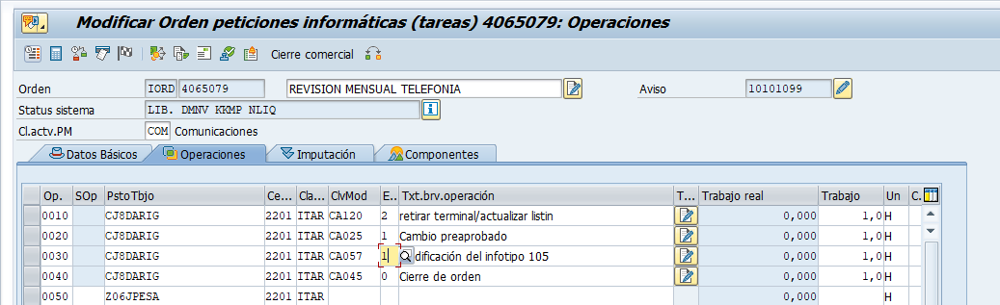 Modificar Orden peticiones informáticas (tareas) 4065079: Operaciones
Cierre comercial
Orden IORD 4065079 REVISION MENSUAL TELEFONIA Aviso 10101099
Status sistema LIB. DMNV KKMP NLIQ
Cl.actv.PM COM Comunicaciones
Datos Básicos Operaciones Imputación Componentes
Op. SOp PstoTbjo Ce... Cla... ClvMod E... Txt.brv.operación T... Trabajo real Trabajo Un C...
0010 CJ8DARIG 2201 ITAR CA120 2 retirar terminal/actualizar listin 0,000 1,0 H
0020 CJ8DARIG 2201 ITAR CA025 1 Cambio preaprobado 0,000 1,0 H
0030 CJ8DARIG 2201 ITAR CA057 1 dificación del infotipo 105 0,000 1,0 H
0040 CJ8DARIG 2201 ITAR CA045 0 Cierre de orden 0,000 1,0 H
0050 Z06JPESA 2201 ITAR 0,000 H